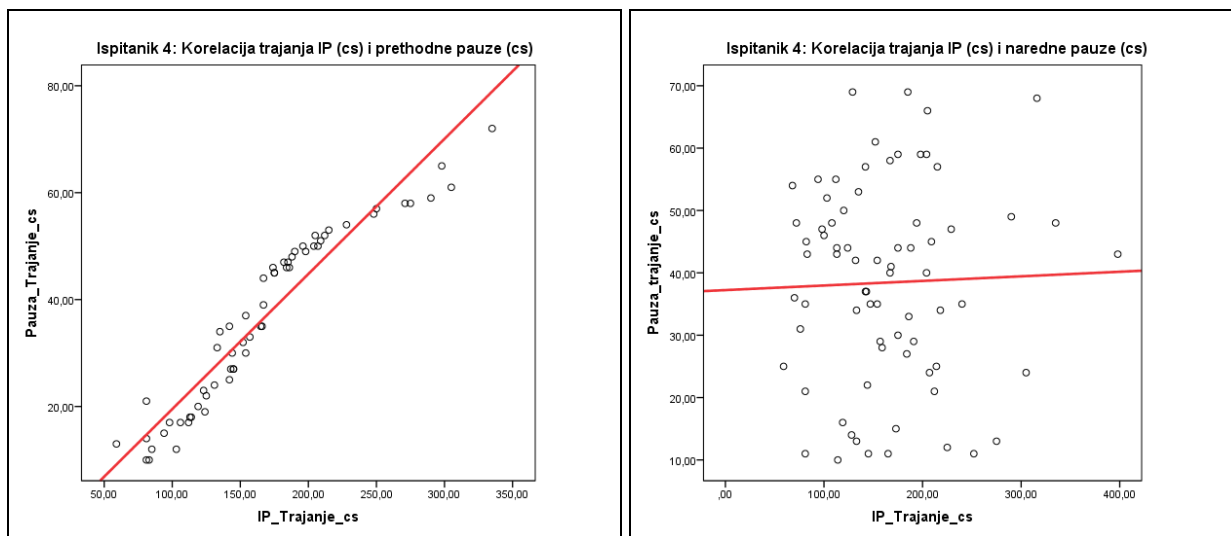 Ispitanik 4: Korelacija trajanja IP (cs) i prethodne pauze (cs)
80,00
60,00
40,00
20,00
Pauza_Trajanje_cs
50,00 100,00 150,00 200,00 250,00 300,00 350,00
IP_Trajanje_cs
Ispitanik 4: Korelacija trajanja IP (cs) i naredne pauze (cs)
70,00
60,00
50,00
40,00
30,00
20,00
10,00
Pauza_trajanje_cs
,00 100,00 200,00 300,00 400,00
IP_Trajanje_cs